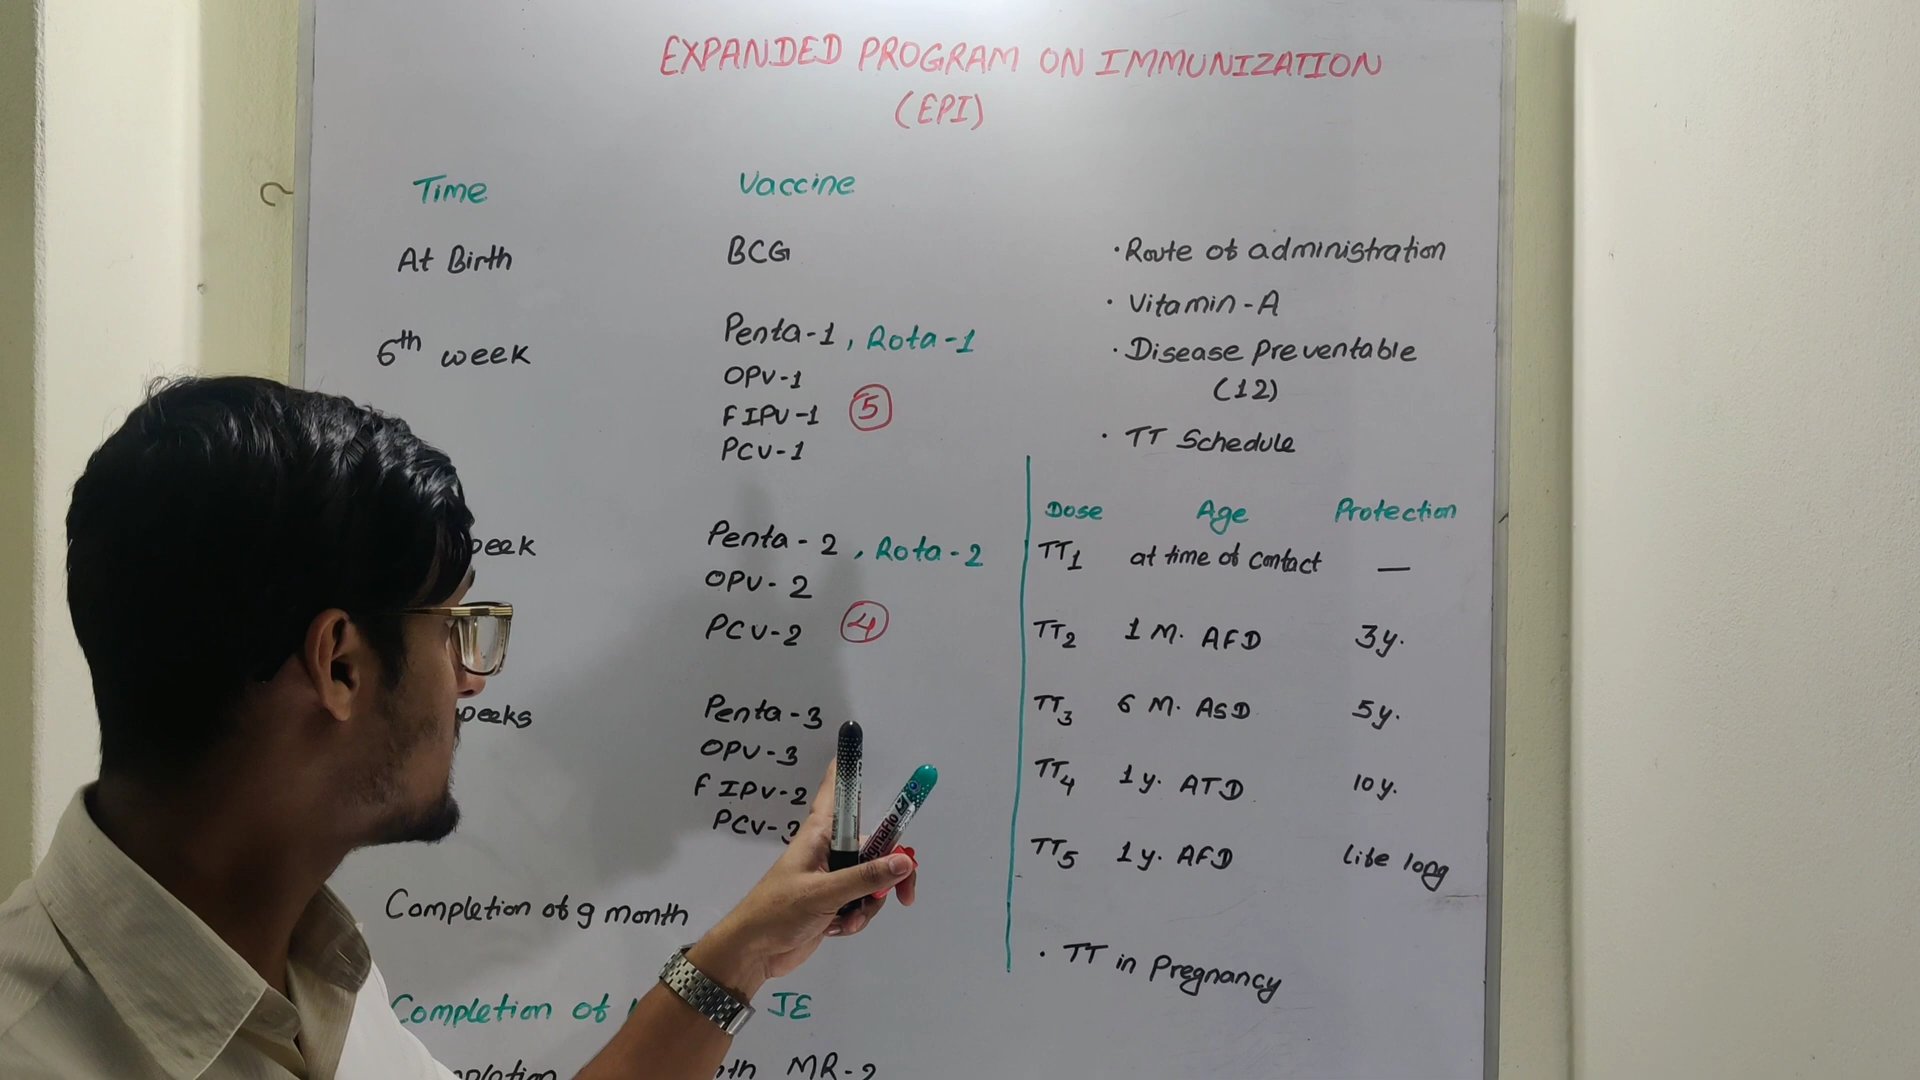 EXPANDED PROGRAM ON IMMUNIZATION
(EPI)
Time
Vaccine
At Birth
BCG
6th week
Penta-1, Rota-1
OPV-1
FIPV-1 5
PCV-1
Penta-2, Rota-2
OPV-2
PCV-2 4
Penta-3
OPV-3
FIPV-2
PCV-3
Completion of 9 month
Completion of
JE
MR-2
· Route of administration
· Vitamin-A
· Disease Preventable
(12)
· TT Schedule
Dose Age Protection
TT1 at time of contact —
TT2 1 M. AFD 3y.
TT3 6 M. ASD 5y.
TT4 1y. ATD 10y.
TT5 1y. AFD life long
· TT in Pregnancy